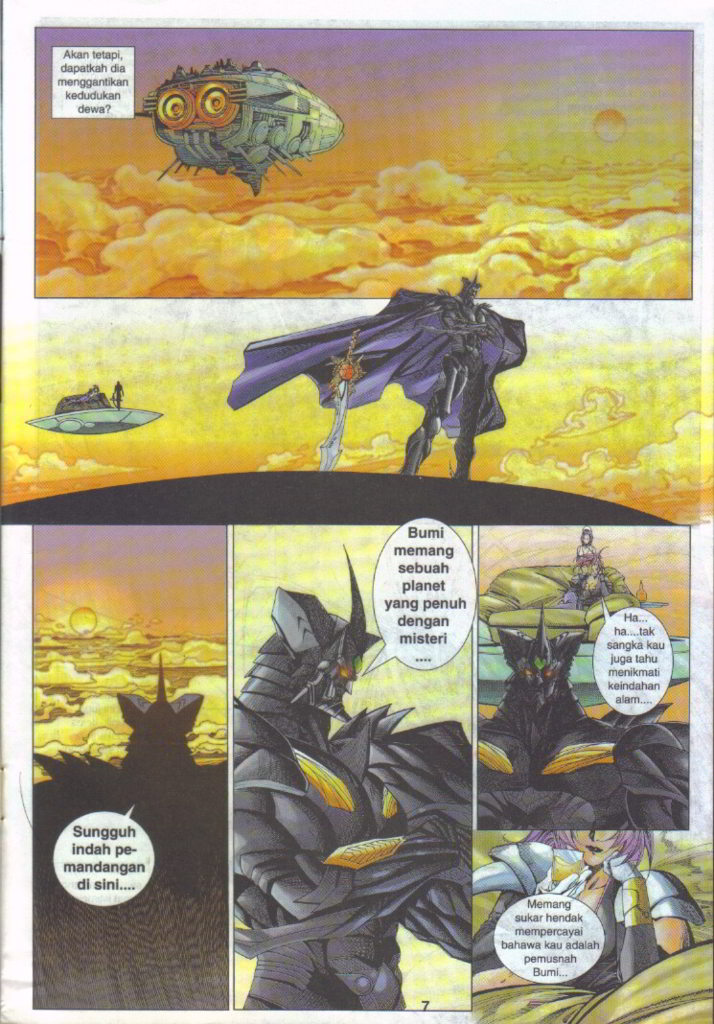 Akan tetapi,
dapatkah dia
menggantikan
kedudukan
dewa?
Sungguh
indah pe-
mandangan
di sini....
Bumi
memang
sebuah
planet
yang penuh
dengan
misteri
....
Ha...
ha....tak
sangka kau
juga tahu
menikmati
keindahan
alam....
Memang
sukar hendak
mempercayai
bahawa kau adalah
pemusnah
Bumi...
7